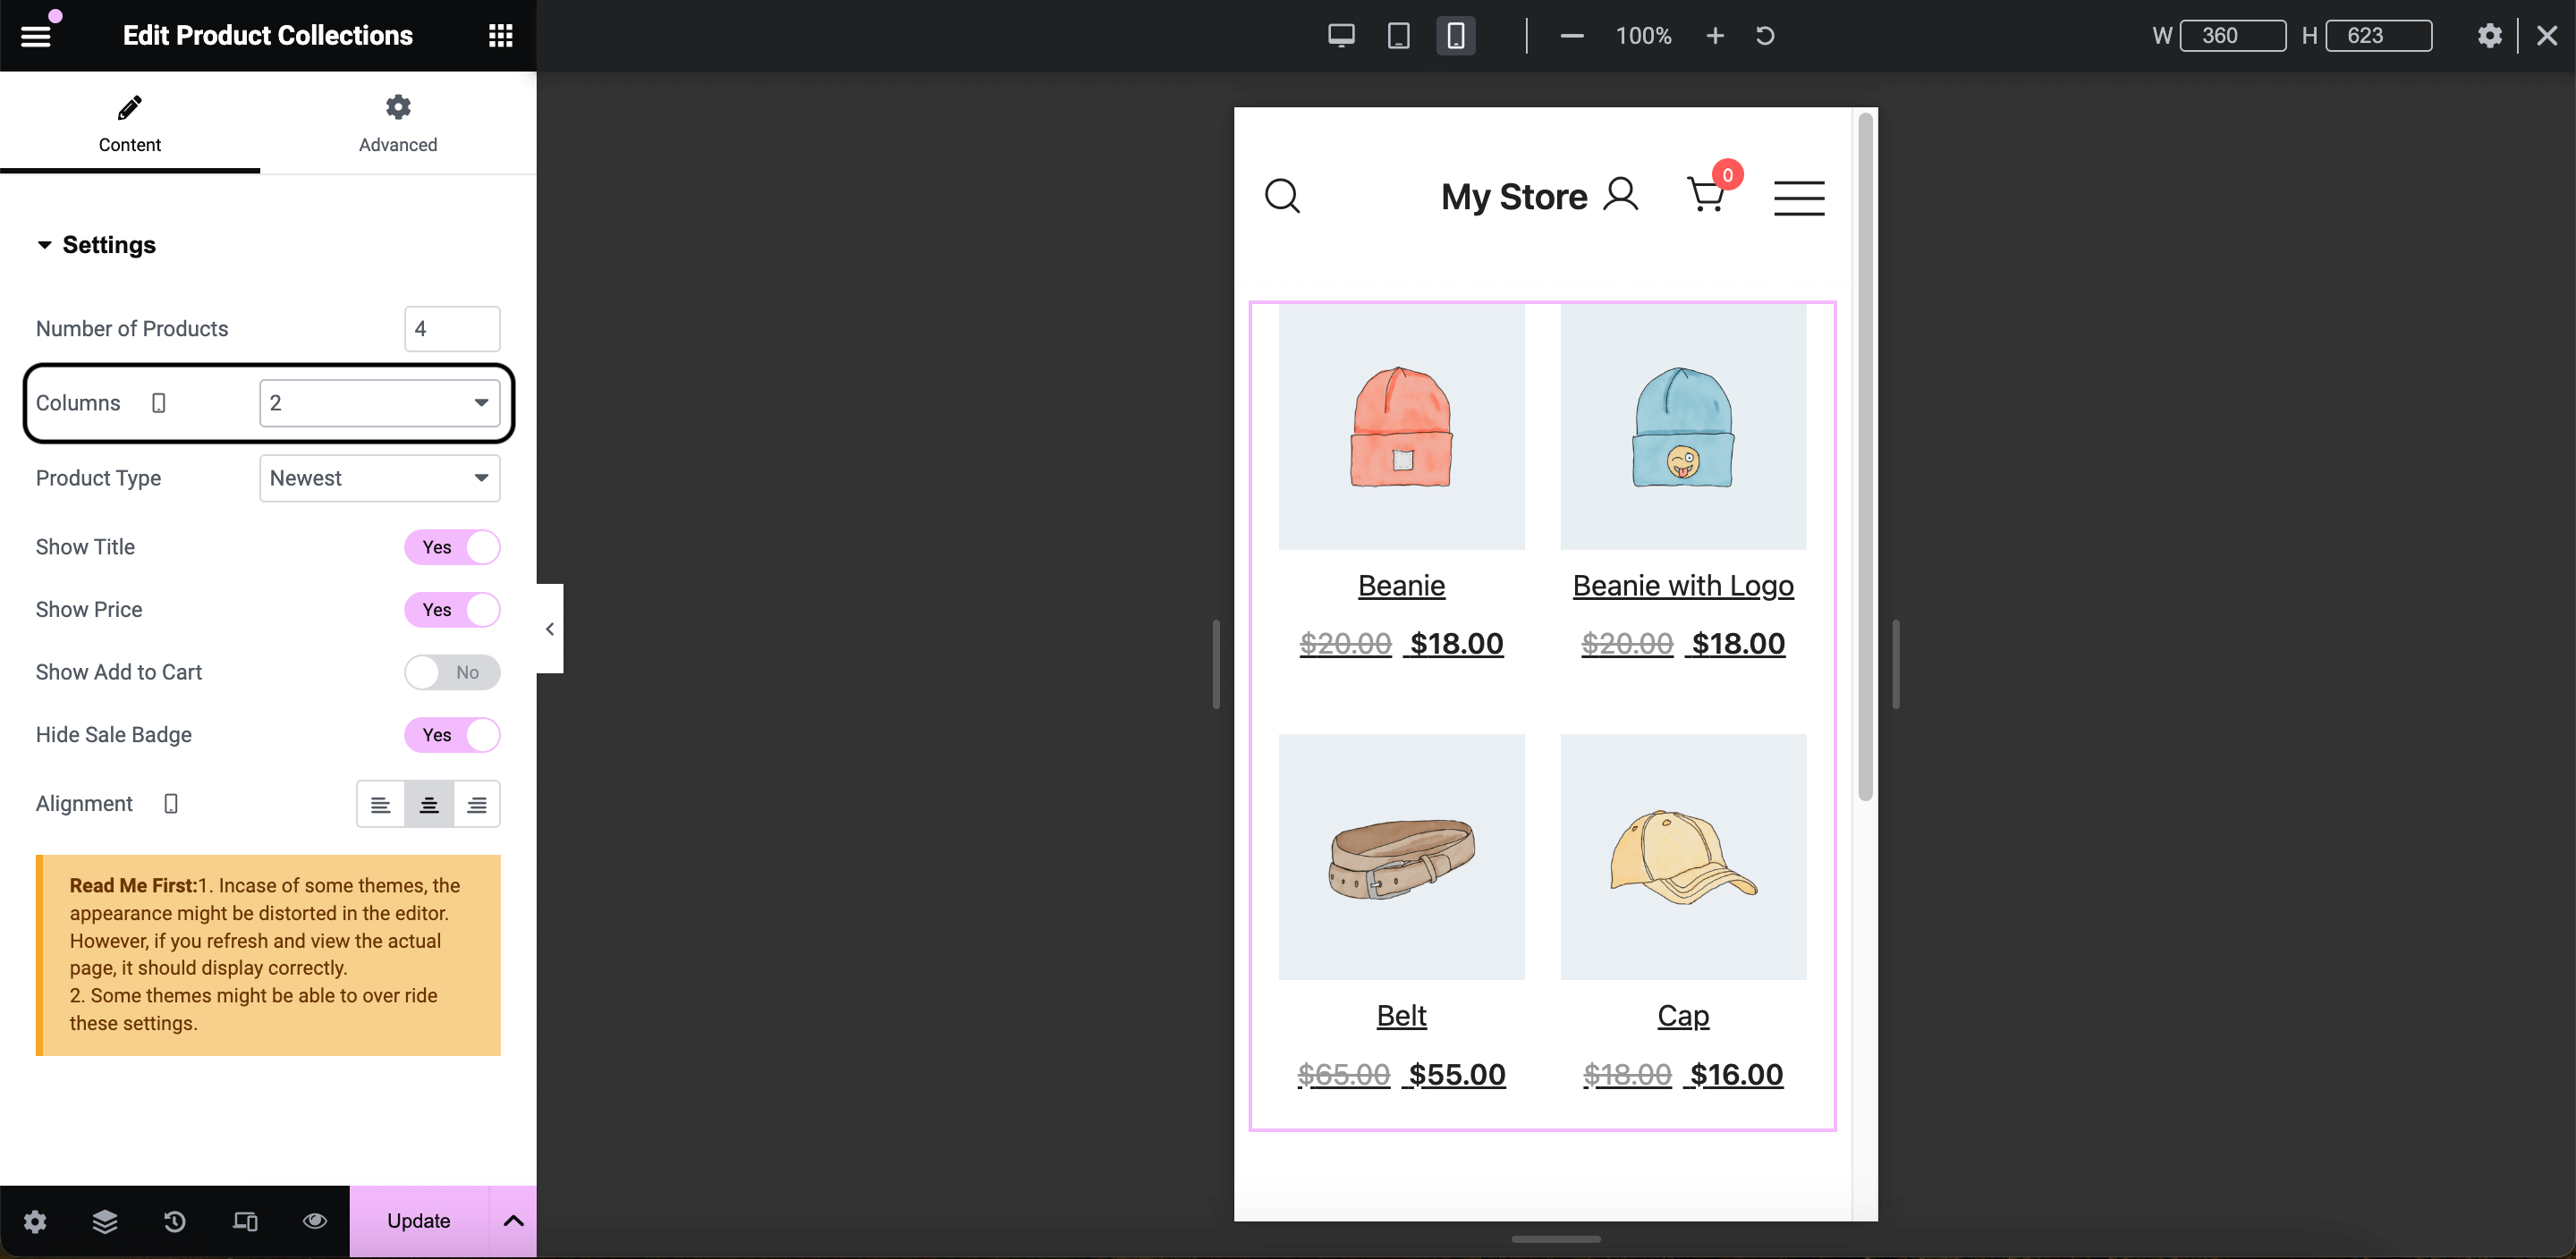 Edit Product Collections
100%
W 360 H 623
Content
Advanced
Settings
Number of Products 4
Columns 2
Product Type Newest
Show Title Yes
Show Price Yes
Show Add to Cart No
Hide Sale Badge Yes
Alignment
Read Me First:1. Incase of some themes, the
appearance might be distorted in the editor.
However, if you refresh and view the actual
page, it should display correctly.
2. Some themes might be able to over ride
these settings.
Update
My Store
0
Beanie
$20.00 $18.00
Beanie with Logo
$20.00 $18.00
Belt
$65.00 $55.00
Cap
$18.00 $16.00